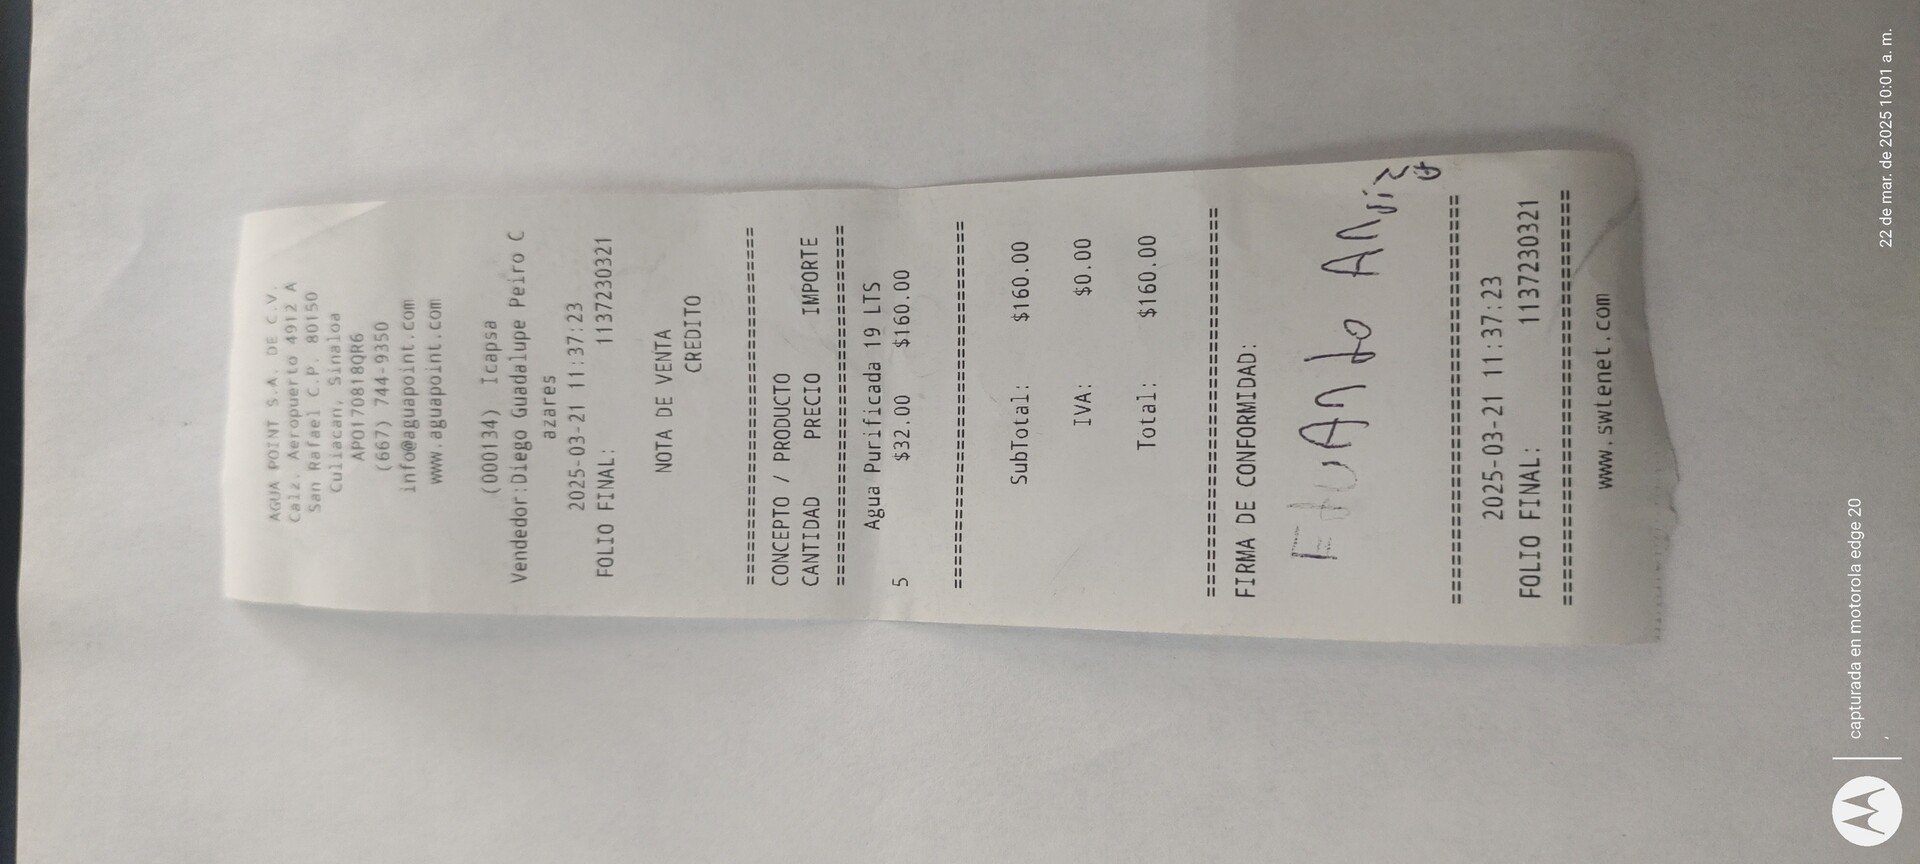 AGUA POINT S.A. DE C.V.
Calz. Aeropuerto 4912 A
San Rafael C.P. 80150
Culiacan, Sinaloa
APO170818QR6
(667) 744-9350
info@aguapoint.com
www.aguapoint.com
(000134) Icapsa
Vendedor:Diego Guadalupe Peiro C
azares
2025-03-21 11:37:23
FOLIO FINAL: 1137230321
NOTA DE VENTA
CREDITO
================================
CONCEPTO / PRODUCTO
CANTIDAD PRECIO IMPORTE
================================
Agua Purificada 19 LTS
5 $32.00 $160.00
================================
SubTotal: $160.00
IVA: $0.00
Total: $160.00
================================
FIRMA DE CONFORMIDAD:
================================
2025-03-21 11:37:23
FOLIO FINAL: 1137230321
================================
www.swtenet.com
capturada en motorola edge 20
22 de mar. de 2025 10:01 a. m.